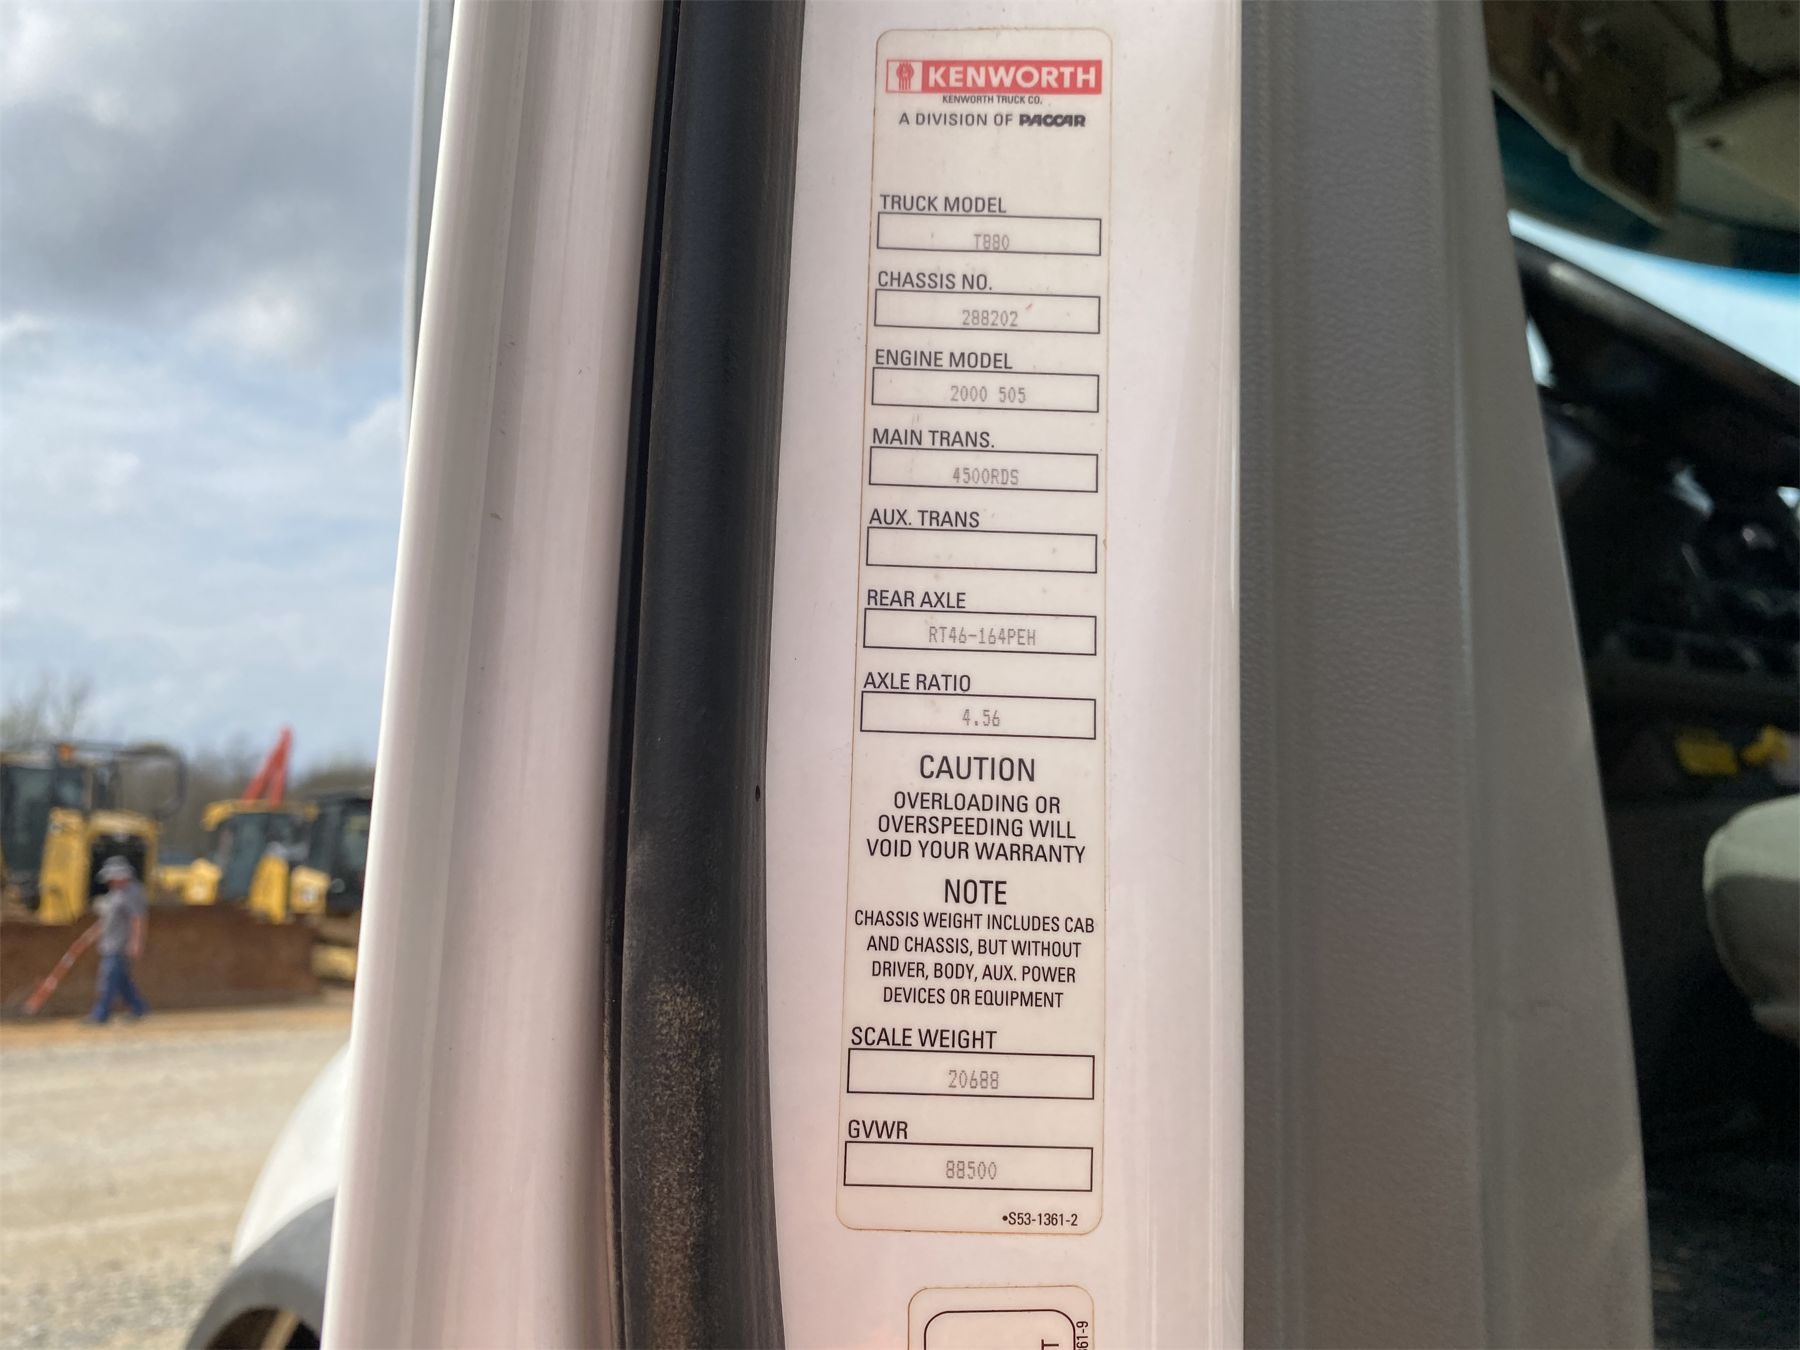 KENWORTH
KENWORTH TRUCK CO.
A DIVISION OF PACCAR
TRUCK MODEL
T880
CHASSIS NO.
288202
ENGINE MODEL
2000 505
MAIN TRANS.
4500RDS
AUX. TRANS
REAR AXLE
RT46-164PEH
AXLE RATIO
4.56
CAUTION
OVERLOADING OR
OVERSPEEDING WILL
VOID YOUR WARRANTY
NOTE
CHASSIS WEIGHT INCLUDES CAB
AND CHASSIS, BUT WITHOUT
DRIVER, BODY, AUX. POWER
DEVICES OR EQUIPMENT
SCALE WEIGHT
20688
GVWR
88500
•S53-1361-2